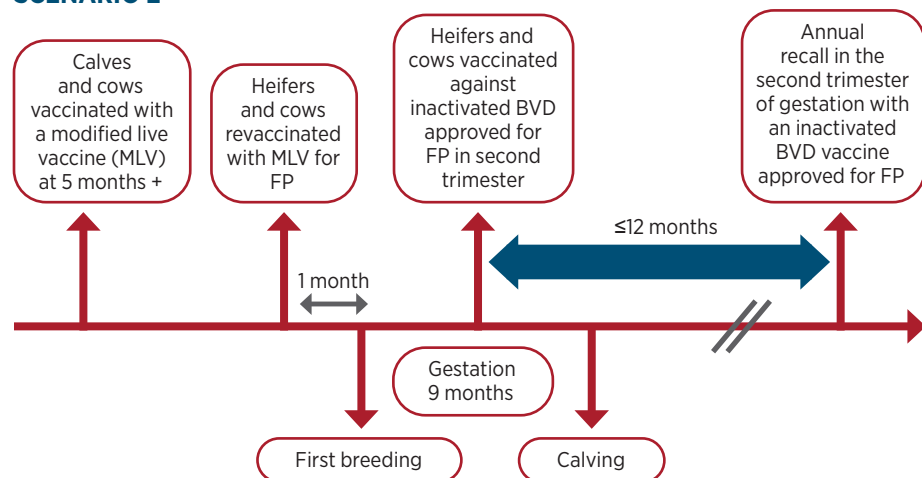 SCENARIO
Calves
and cows
vaccinated with
a modified live
vaccine (MLV)
at 5 months +
Heifers
and cows
revaccinated
with MLV for
FP
Heifers and
cows vaccinated
against
inactivated BVD
approved for
FP in second
trimester
Annual
recall in the
second trimester
of gestation with
an inactivated
BVD vaccine
approved for FP
≤12 months
1 month
Gestation
9 months
First breeding
Calving